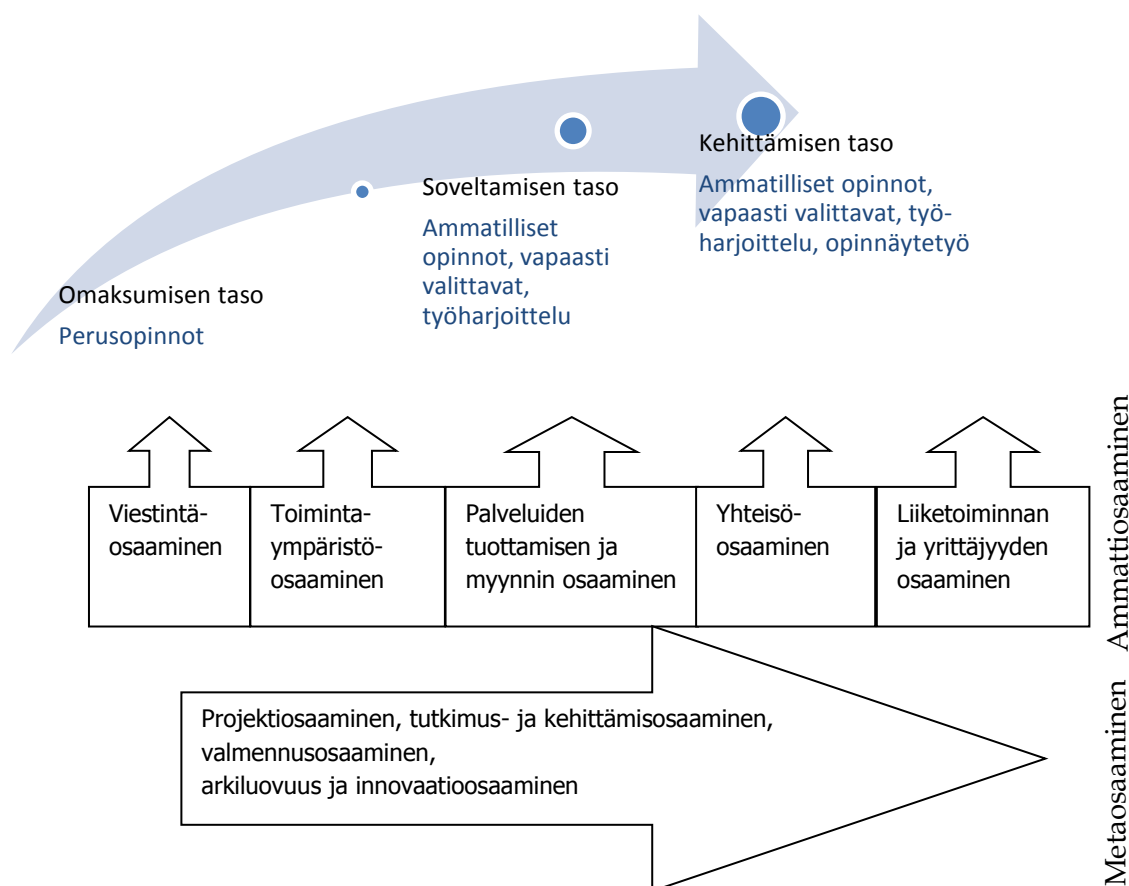 Kehittämisen taso
Ammatilliset opinnot,
vapaasti valittavat, työ-
harjoittelu, opinnäytetyö
Soveltamisen taso
Ammatilliset
opinnot, vapaasti
valittavat,
työharjoittelu
Omaksumisen taso
Perusopinnot
Viestintä-
osaaminen
Toiminta-
ympäristö-
osaaminen
Palveluiden
tuottamisen ja
myynnin osaaminen
Yhteisö-
osaaminen
Liiketoiminnan
ja yrittäjyyden
osaaminen
Ammattiosaaminen
Projektiosaaminen, tutkimus- ja kehittämisosaaminen,
valmennusosaaminen,
arkiluovuus ja innovaatioosaaminen
Metaosaaminen